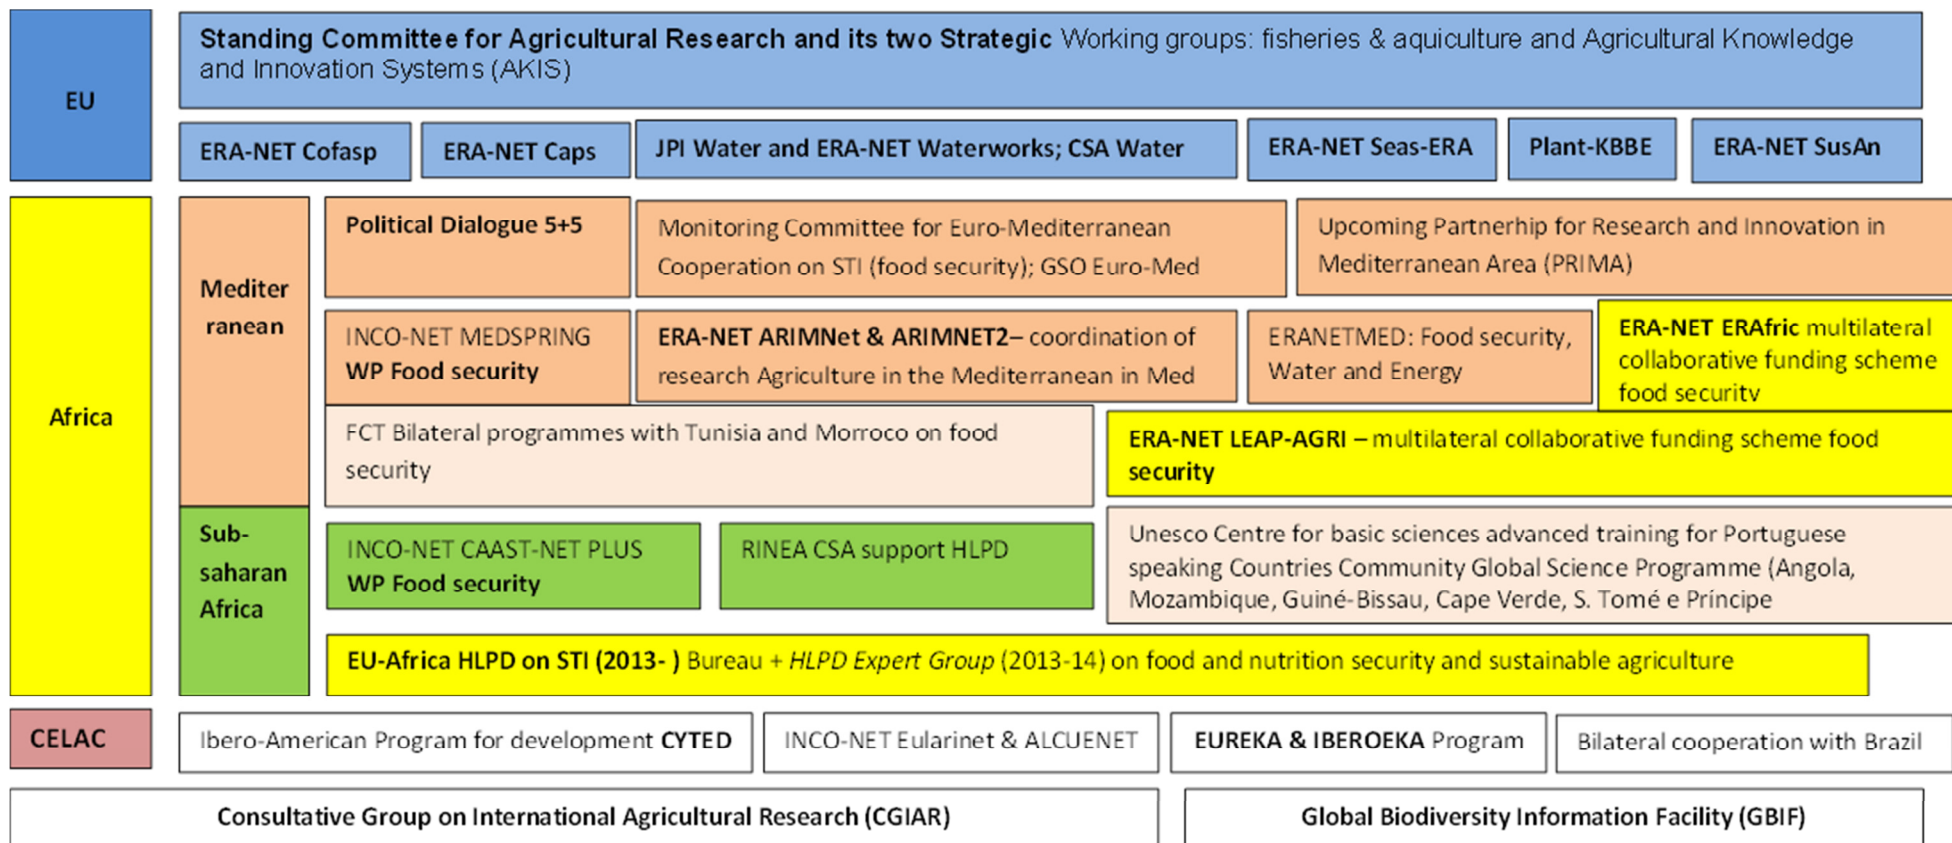 EU
Standing Committee for Agricultural Research and its two Strategic Working groups: fisheries & aquiculture and Agricultural Knowledge
and Innovation Systems (AKIS)
ERA-NET Cofasp
ERA-NET Caps
JPI Water and ERA-NET Waterworks; CSA Water
ERA-NET Seas-ERA
Plant-KBBE
ERA-NET SusAn
Africa
Mediter
ranean
Political Dialogue 5+5
Monitoring Committee for Euro-Mediterranean
Cooperation on STI (food security); GSO Euro-Med
Upcoming Partnerhip for Research and Innovation in
Mediterranean Area (PRIMA)
INCO-NET MEDSPRING
WP Food security
ERA-NET ARIMNet & ARIMNET2– coordination of
research Agriculture in the Mediterranean in Med
ERANETMED: Food security,
Water and Energy
ERA-NET ERAfric multilateral
collaborative funding scheme
food security
FCT Bilateral programmes with Tunisia and Morroco on food
security
ERA-NET LEAP-AGRI – multilateral collaborative funding scheme food
security
Sub-
saharan
Africa
INCO-NET CAAST-NET PLUS
WP Food security
RINEA CSA support HLPD
Unesco Centre for basic sciences advanced training for Portuguese
speaking Countries Community Global Science Programme (Angola,
Mozambique, Guiné-Bissau, Cape Verde, S. Tomé e Príncipe
EU-Africa HLPD on STI (2013- ) Bureau + HLPD Expert Group (2013-14) on food and nutrition security and sustainable agriculture
CELAC
Ibero-American Program for development CYTED
INCO-NET Eularinet & ALCUENET
EUREKA & IBEROEKA Program
Bilateral cooperation with Brazil
Consultative Group on International Agricultural Research (CGIAR)
Global Biodiversity Information Facility (GBIF)